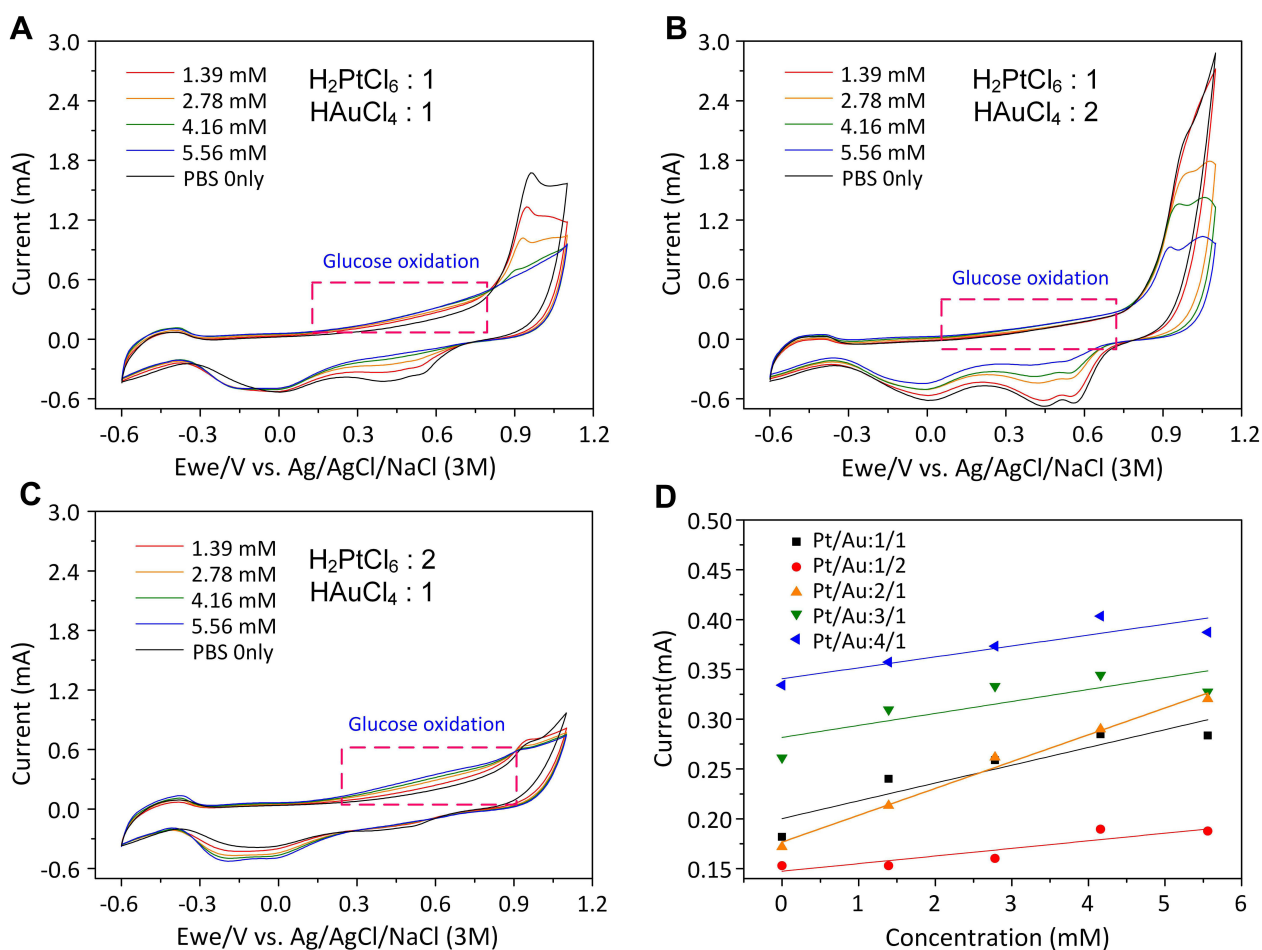 A
3.0
2.4
1.8
1.2
0.6
0.0
-0.6
Current (mA)
1.39 mM
2.78 mM
4.16 mM
5.56 mM
PBS 0nly
H₂PtCl₆ : 1
HAuCl₄ : 1
Glucose oxidation
-0.6 -0.3 0.0 0.3 0.6 0.9 1.2
Ewe/V vs. Ag/AgCl/NaCl (3M)
B
3.0
2.4
1.8
1.2
0.6
0.0
-0.6
Current (mA)
1.39 mM
2.78 mM
4.16 mM
5.56 mM
PBS 0nly
H₂PtCl₆ : 1
HAuCl₄ : 2
Glucose oxidation
-0.6 -0.3 0.0 0.3 0.6 0.9 1.2
Ewe/V vs. Ag/AgCl/NaCl (3M)
C
3.0
2.4
1.8
1.2
0.6
0.0
-0.6
Current (mA)
1.39 mM
2.78 mM
4.16 mM
5.56 mM
PBS 0nly
H₂PtCl₆ : 2
HAuCl₄ : 1
Glucose oxidation
-0.6 -0.3 0.0 0.3 0.6 0.9 1.2
Ewe/V vs. Ag/AgCl/NaCl (3M)
D
0.50
0.45
0.40
0.35
0.30
0.25
0.20
0.15
Current(mA)
Pt/Au:1/1
Pt/Au:1/2
Pt/Au:2/1
Pt/Au:3/1
Pt/Au:4/1
0 1 2 3 4 5 6
Concentration (mM)